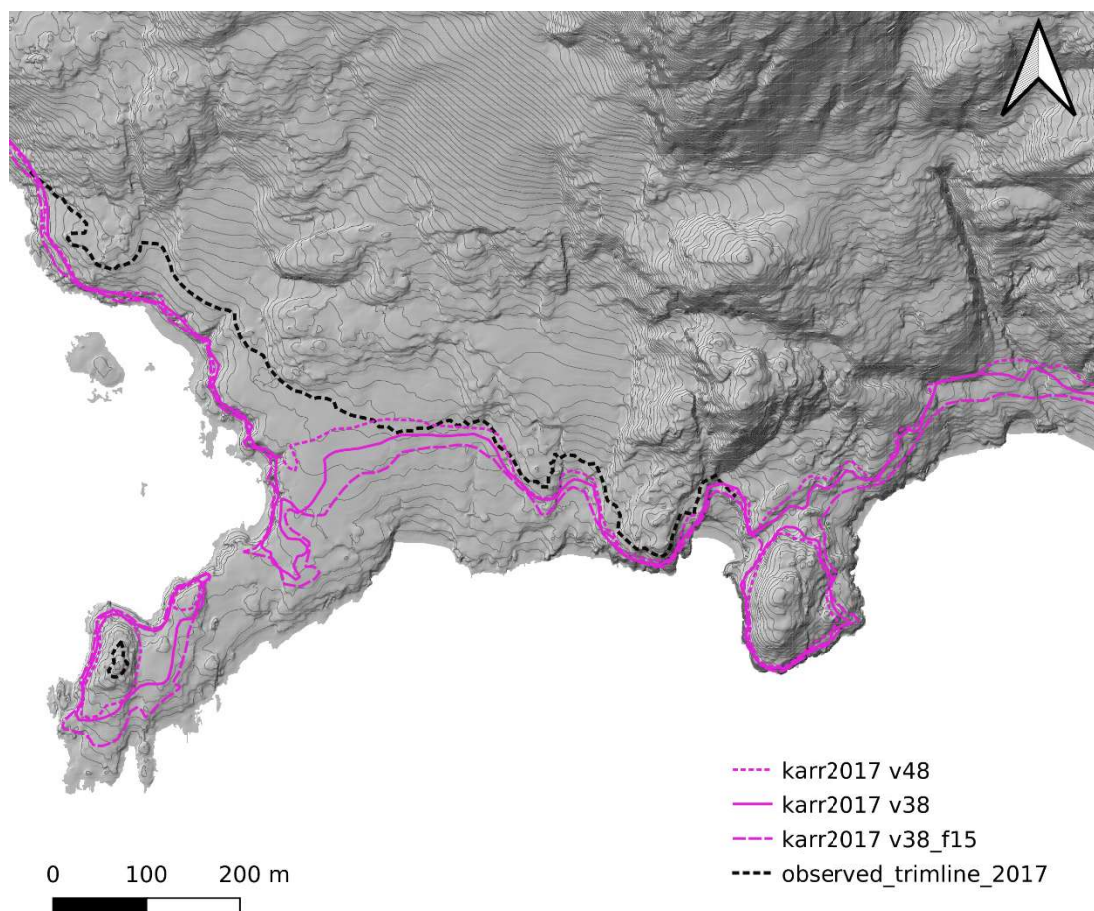 karr2017 v48
karr2017 v38
karr2017 v38_f15
observed_trimline_2017
0 100 200 m